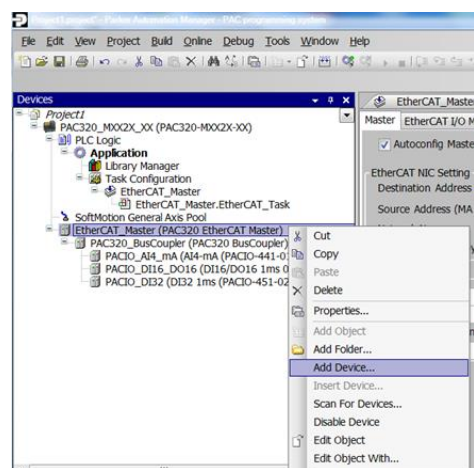 Project1.project* - Parker Automation Manager - PAC programming system
File Edit View Project Build Online Debug Tools Window Help
Devices
Project1
PAC320_MXX2X_XX (PAC320-MXX2X-XX)
PLC Logic
Application
Library Manager
Task Configuration
EtherCAT_Master
EtherCAT_Master.EtherCAT_Task
SoftMotion General Axis Pool
EtherCAT_Master (PAC320 EtherCAT Master)
PAC320_BusCoupler (PAC320 BusCoupler)
PACIO_AI4_mA (AI4-mA (PACIO-441-0
PACIO_DI16_DO16 (DI16/DO16 1ms 0
PACIO_DI32 (DI32 1ms (PACIO-451-02
EtherCAT_Maste
Master EtherCAT I/O M
Autoconfig Maste
EtherCAT NIC Setting
Destination Address
Source Address (MA
Cut
Copy
Paste
Delete
Properties...
Add Object
Add Folder...
Add Device...
Insert Device...
Scan For Devices...
Disable Device
Edit Object
Edit Object With...